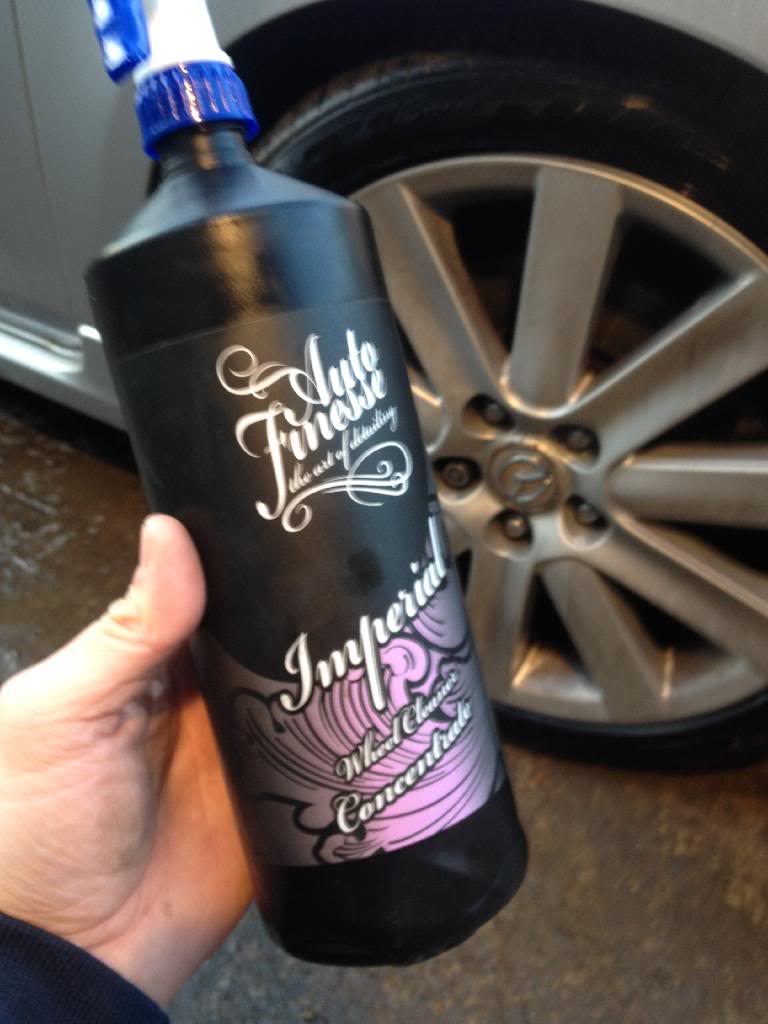 Auto
Finesse
the art of detailing
Imperial
Wheel Cleaner
Concentrate